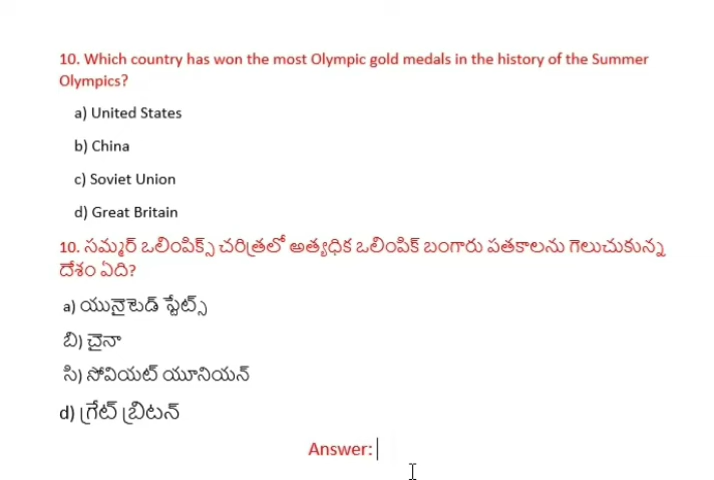 10. Which country has won the most Olympic gold medals in the history of the Summer
Olympics?
a) United States
b) China
c) Soviet Union
d) Great Britain
10. సమ్మర్ ఒలింపిక్స్ చరిత్రలో అత్యధిక ఒలింపిక్ బంగారు పతకాలను గెలుచుకున్న
దేశం ఏది?
a) యునైటెడ్ స్టేట్స్
బి) చైనా
సి) సోవియట్ యూనియన్
d) గ్రేట్ బ్రిటన్
Answer: